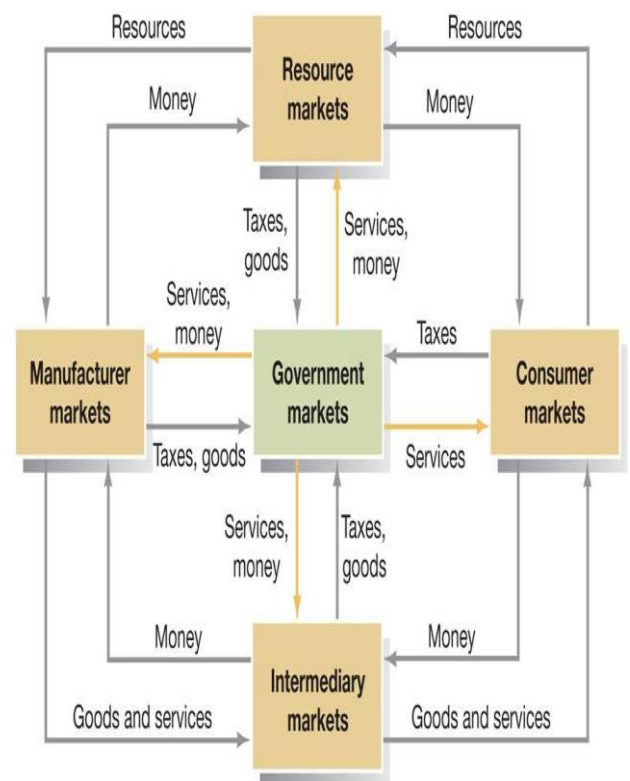 Resources
Resources
Resource
markets
Money
Money
Taxes,
goods
Services,
money
Services,
money
Taxes
Manufacturer
markets
Government
markets
Consumer
markets
Taxes, goods
Services
Services,
money
Taxes,
goods
Money
Money
Intermediary
markets
Goods and services
Goods and services